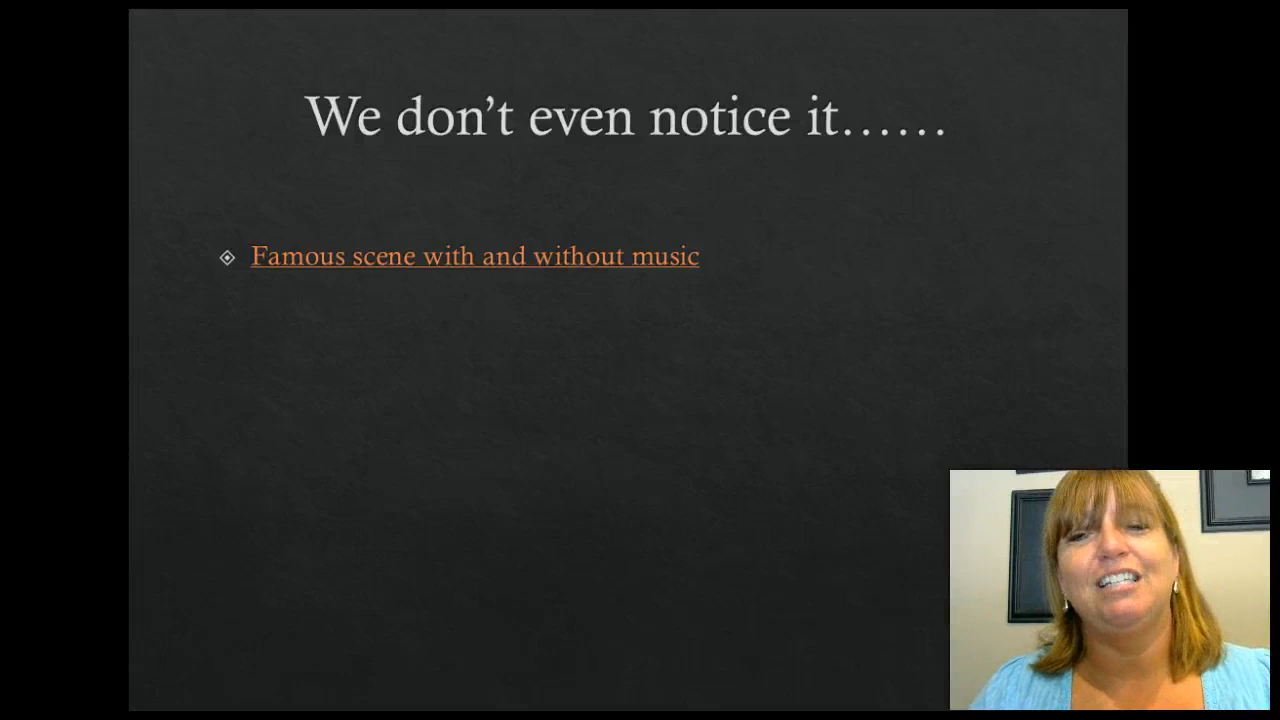 We don’t even notice it……
Famous scene with and without music